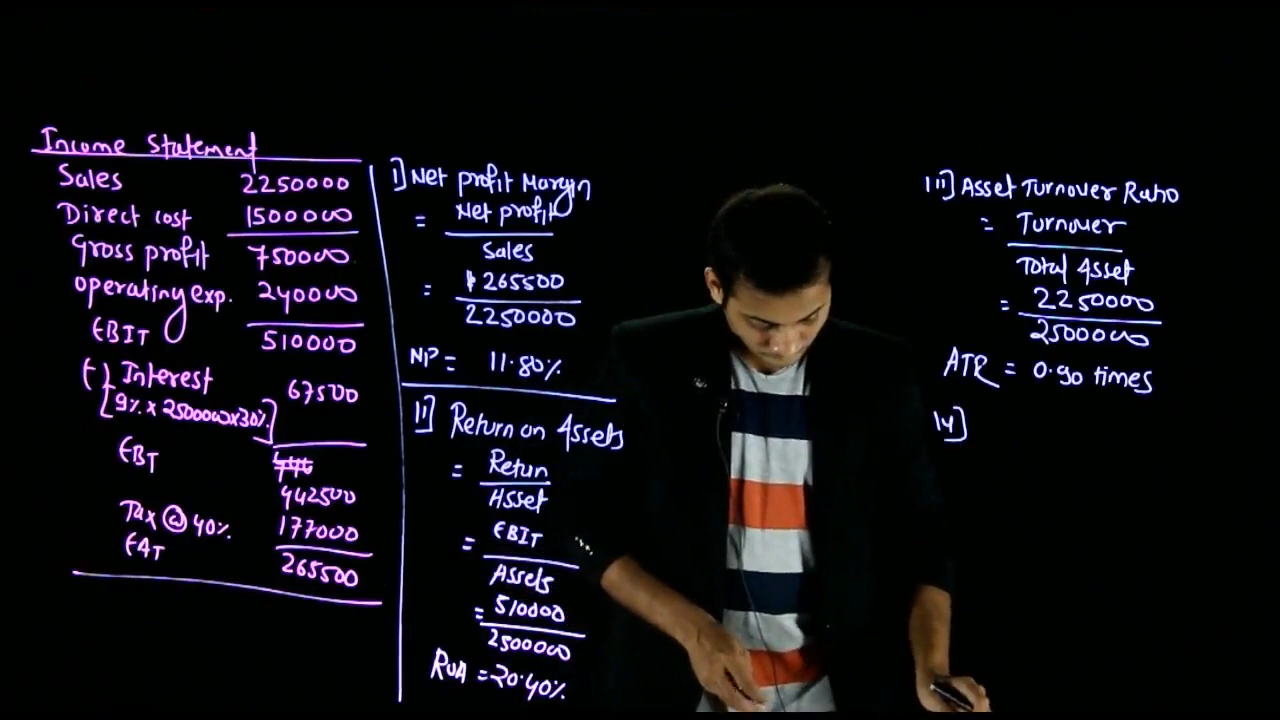 Income Statement
Sales 2250000
Direct cost 1500000
Gross profit 750000
Operating exp. 240000
EBIT 510000
(-) Interest 67500
[9% x 2500000x30%]
EBT
442500
Tax @ 40% 177000
EAT 265500
I] Net profit Margin
= Net profit
Sales
= 265500
2250000
NP = 11.80%
II] Return on Assets
= Retun
Asset
= EBIT
Assets
= 510000
2500000
ROA = 20.40%
III] Asset Turnover Ratio
= Turnover
Total Asset
= 2250000
2500000
ATR = 0.90 times
IV]